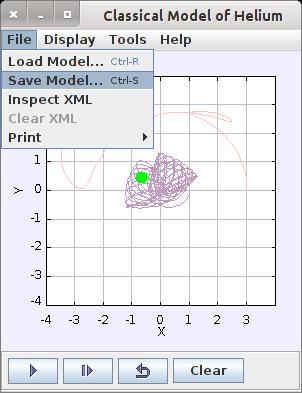 Classical Model of Helium
File Display Tools Help
Load Model... Ctrl-R
Save Model... Ctrl-S
Inspect XML
Clear XML
Print
Y
1
0
-1
-2
-3
-4
-4 -3 -2 -1 0 1 2 3 4
X
Clear